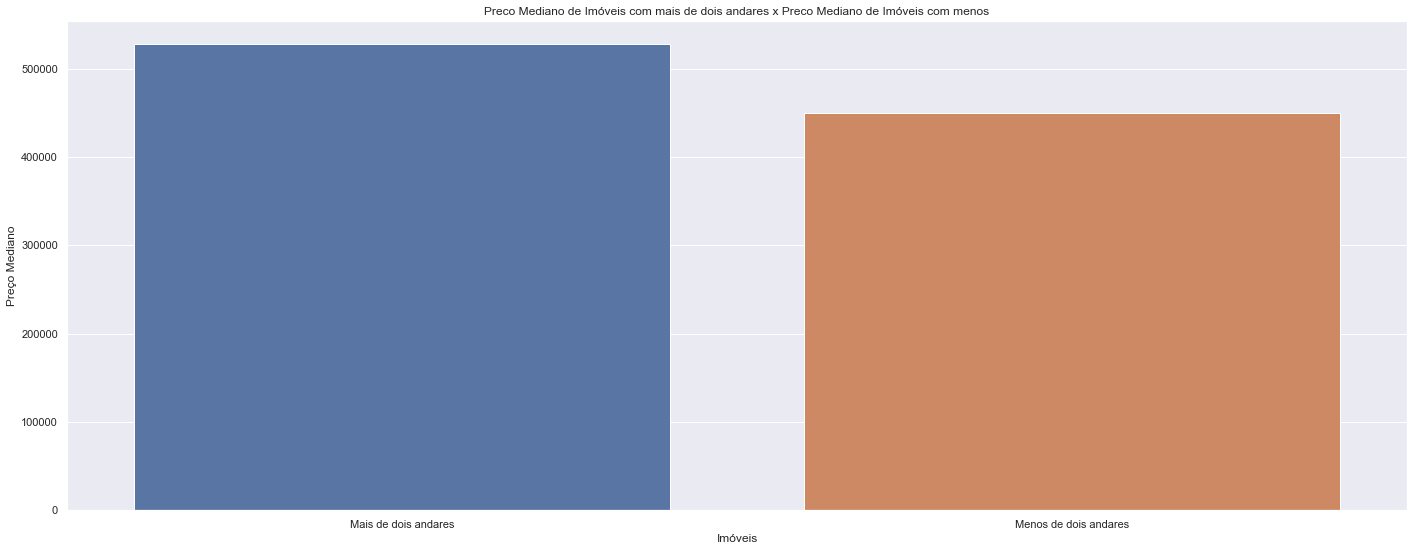 Preco Mediano de Imóveis com mais de dois andares x Preco Mediano de Imóveis com menos
Preço Mediano
500000
400000
300000
200000
100000
0
Mais de dois andares
Menos de dois andares
Imóveis